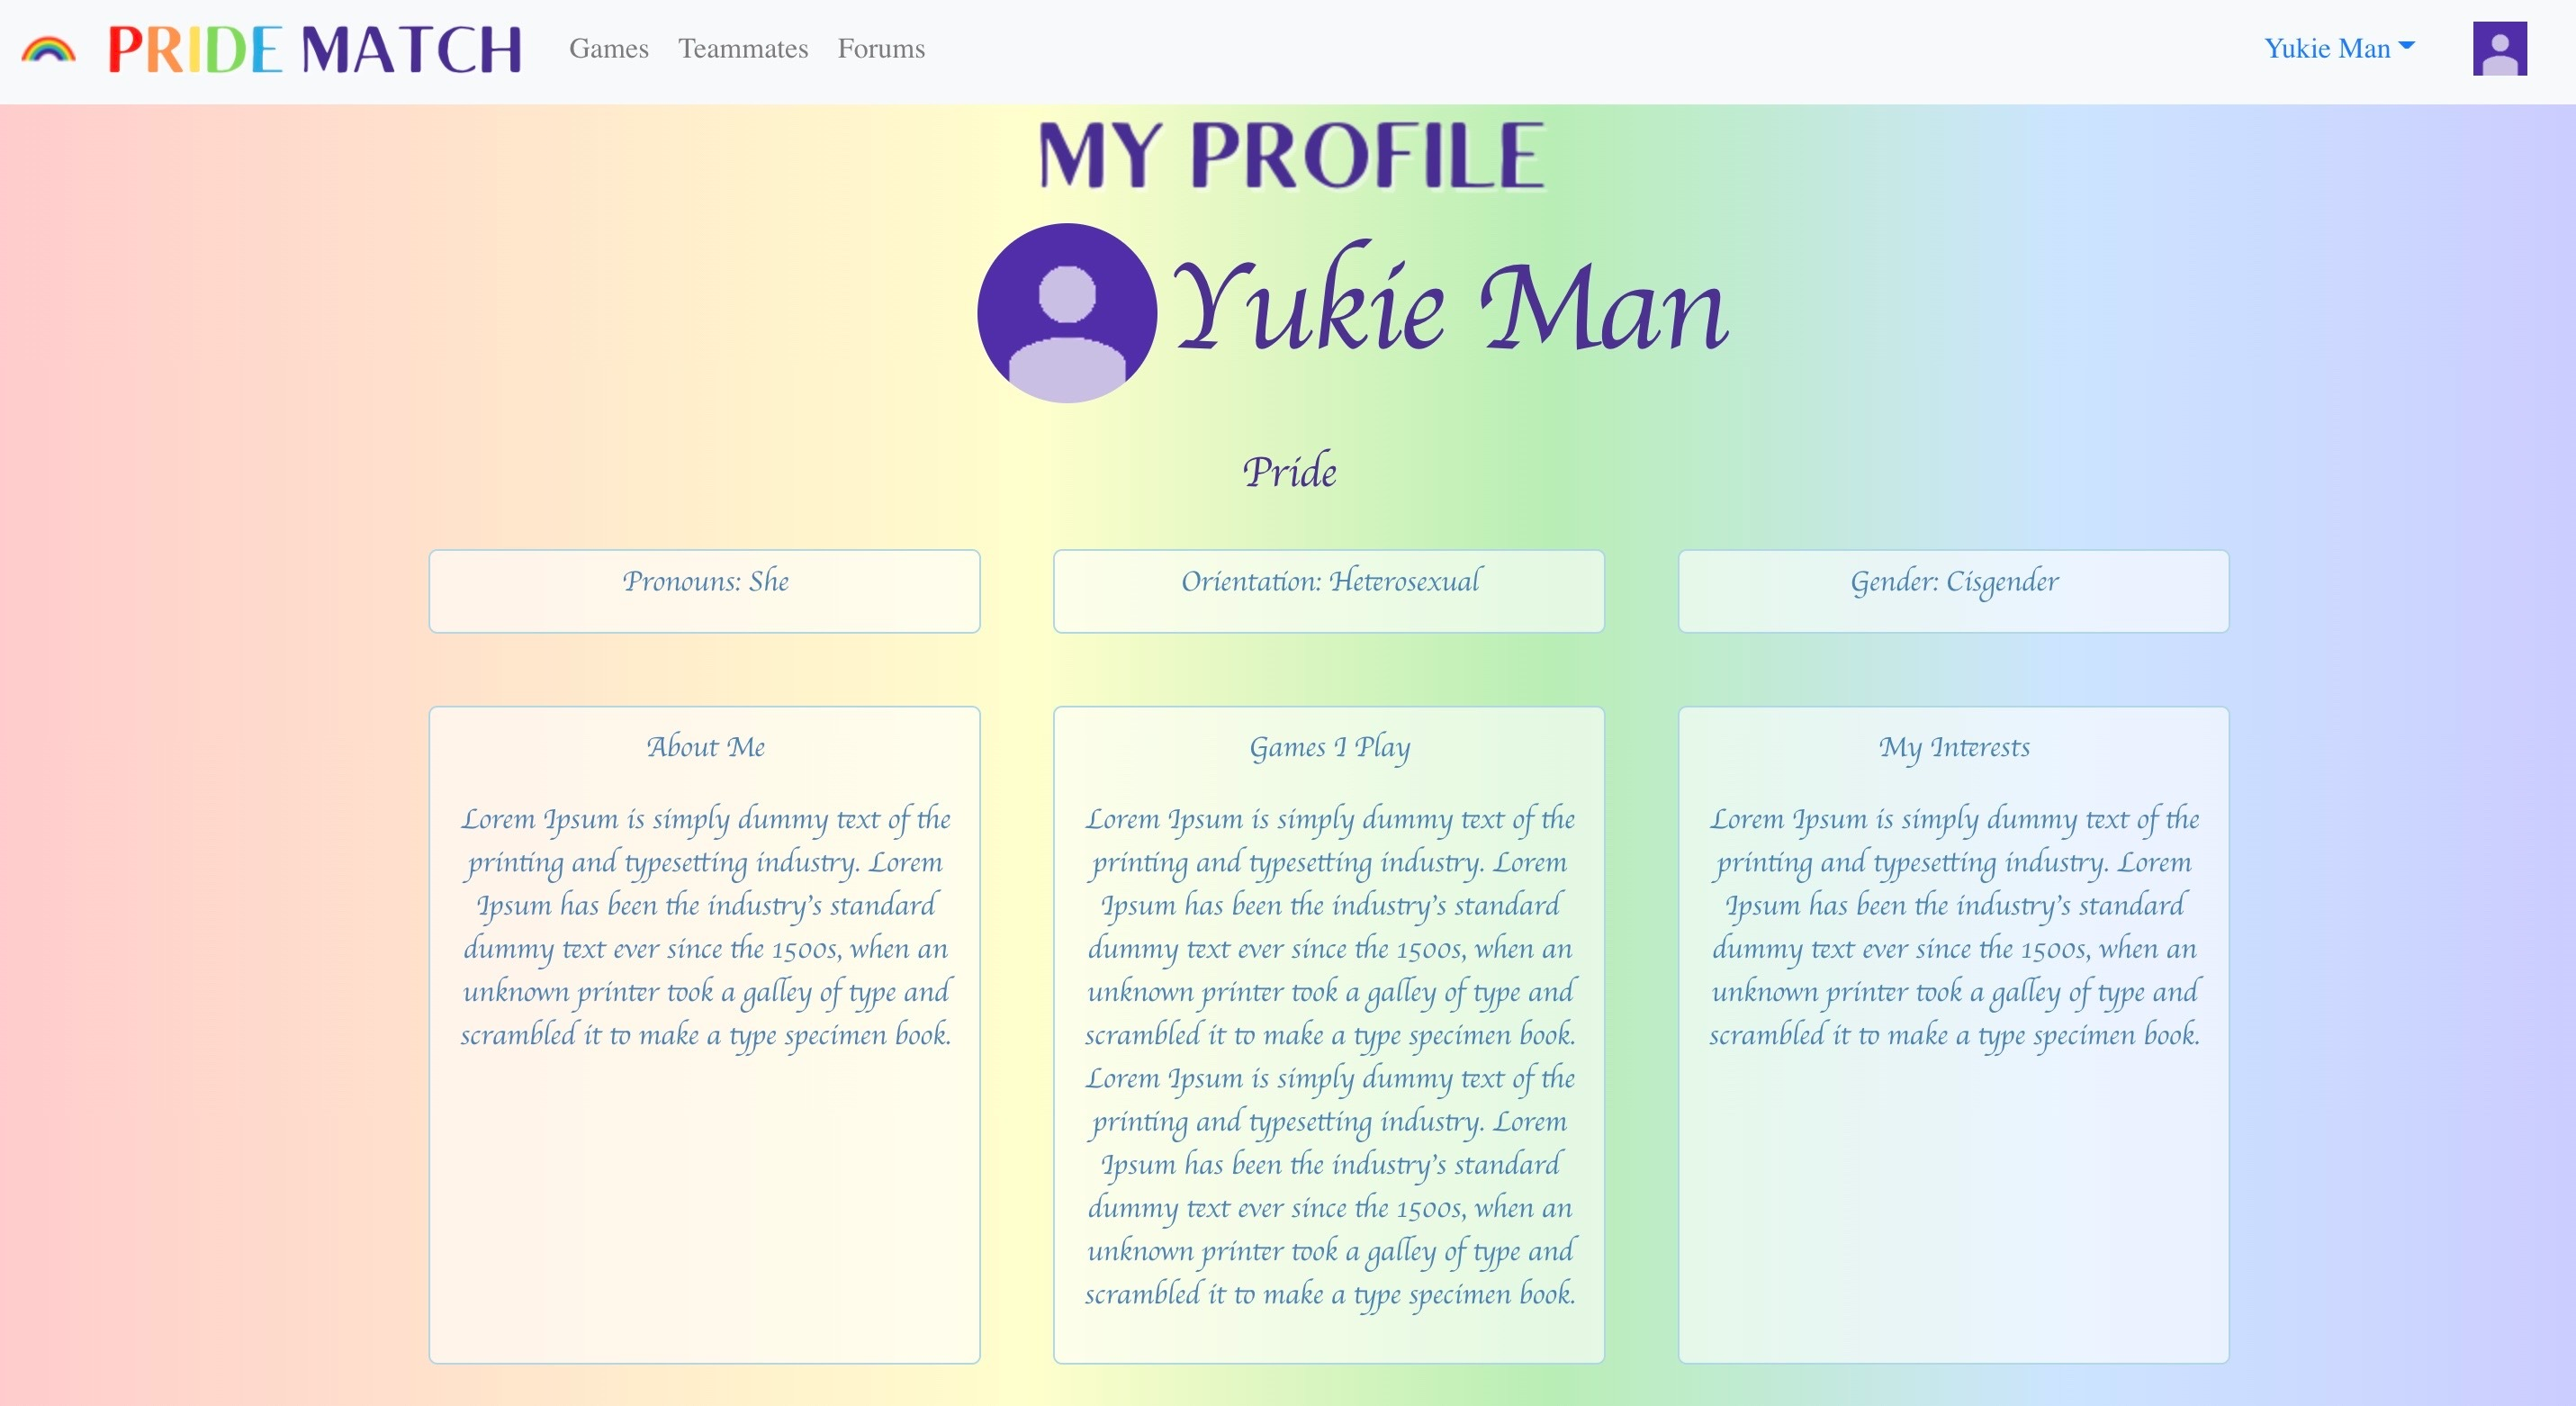 PRIDE MATCH Games Teammates Forums Yukie Man
MY PROFILE
Yukie Man
Pride
Pronouns: She
Orientation: Heterosexual
Gender: Cisgender
About Me
Lorem Ipsum is simply dummy text of the
printing and typesetting industry. Lorem
Ipsum has been the industry's standard
dummy text ever since the 1500s, when an
unknown printer took a galley of type and
scrambled it to make a type specimen book.
Games I Play
Lorem Ipsum is simply dummy text of the
printing and typesetting industry. Lorem
Ipsum has been the industry's standard
dummy text ever since the 1500s, when an
unknown printer took a galley of type and
scrambled it to make a type specimen book.
Lorem Ipsum is simply dummy text of the
printing and typesetting industry. Lorem
Ipsum has been the industry's standard
dummy text ever since the 1500s, when an
unknown printer took a galley of type and
scrambled it to make a type specimen book.
My Interests
Lorem Ipsum is simply dummy text of the
printing and typesetting industry. Lorem
Ipsum has been the industry's standard
dummy text ever since the 1500s, when an
unknown printer took a galley of type and
scrambled it to make a type specimen book.